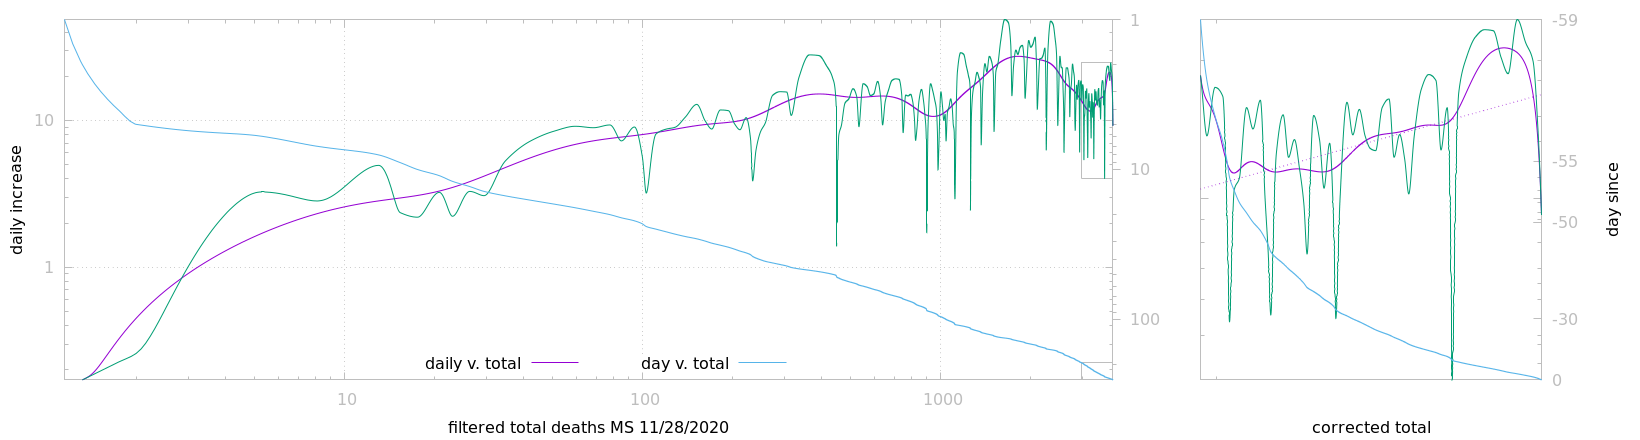 daily increase
10
1
daily v. total
day v. total
10
100
1000
filtered total deaths MS 11/28/2020
1
10
100
-59
-55
-50
-30
0
day since
corrected total